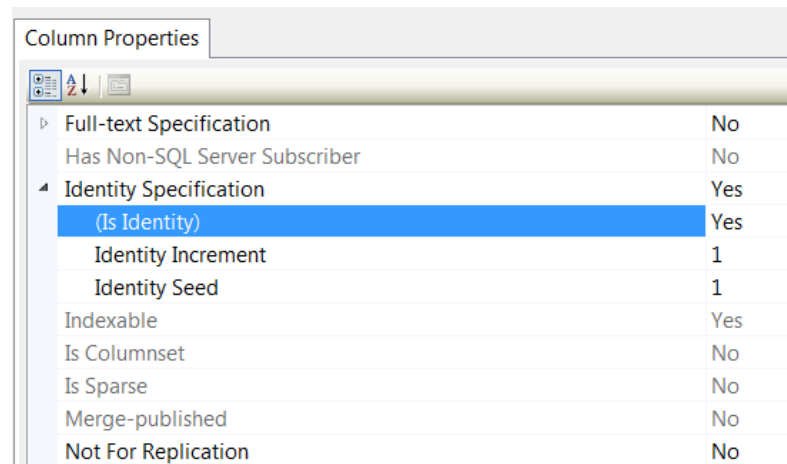 Column Properties
Full-text Specification No
Has Non-SQL Server Subscriber No
Identity Specification Yes
(Is Identity) Yes
Identity Increment 1
Identity Seed 1
Indexable Yes
Is Columnset No
Is Sparse No
Merge-published No
Not For Replication No